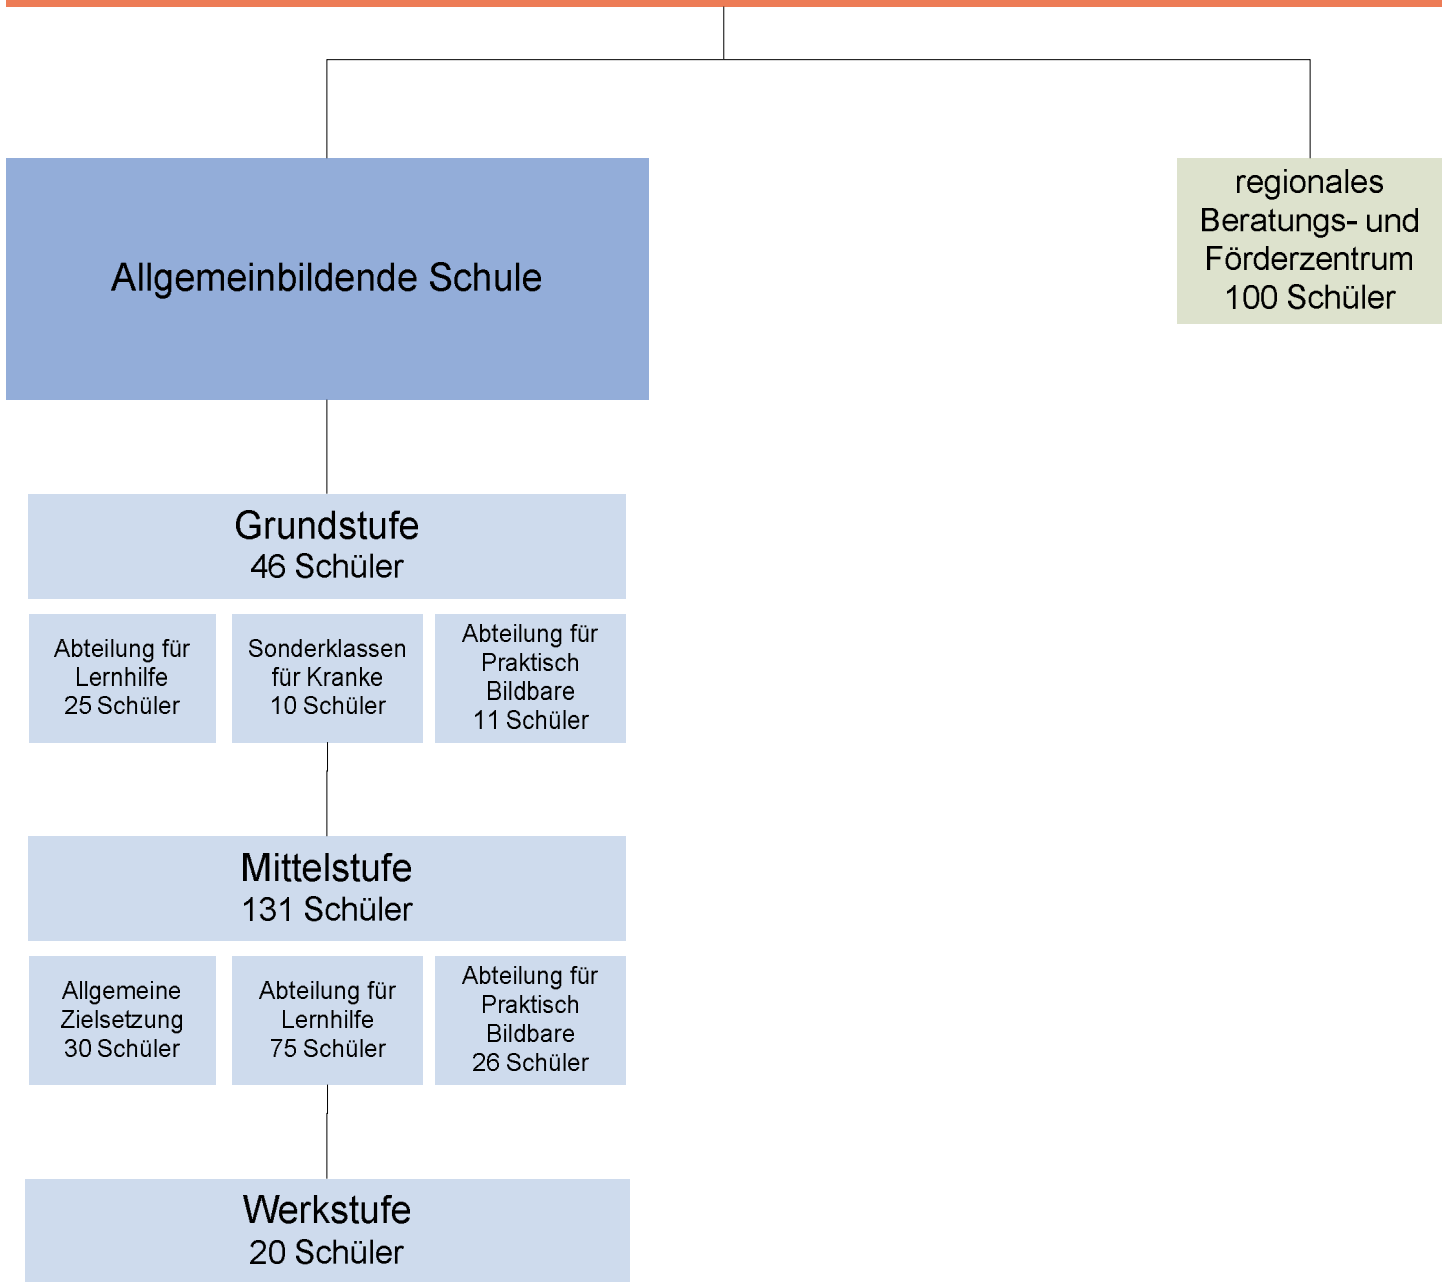 Allgemeinbildende Schule
regionales
Beratungs- und
Förderzentrum
100 Schüler
Grundstufe
46 Schüler
Abteilung für
Lernhilfe
25 Schüler
Sonderklassen
für Kranke
10 Schüler
Abteilung für
Praktisch
Bildbare
11 Schüler
Mittelstufe
131 Schüler
Allgemeine
Zielsetzung
30 Schüler
Abteilung für
Lernhilfe
75 Schüler
Abteilung für
Praktisch
Bildbare
26 Schüler
Werkstufe
20 Schüler